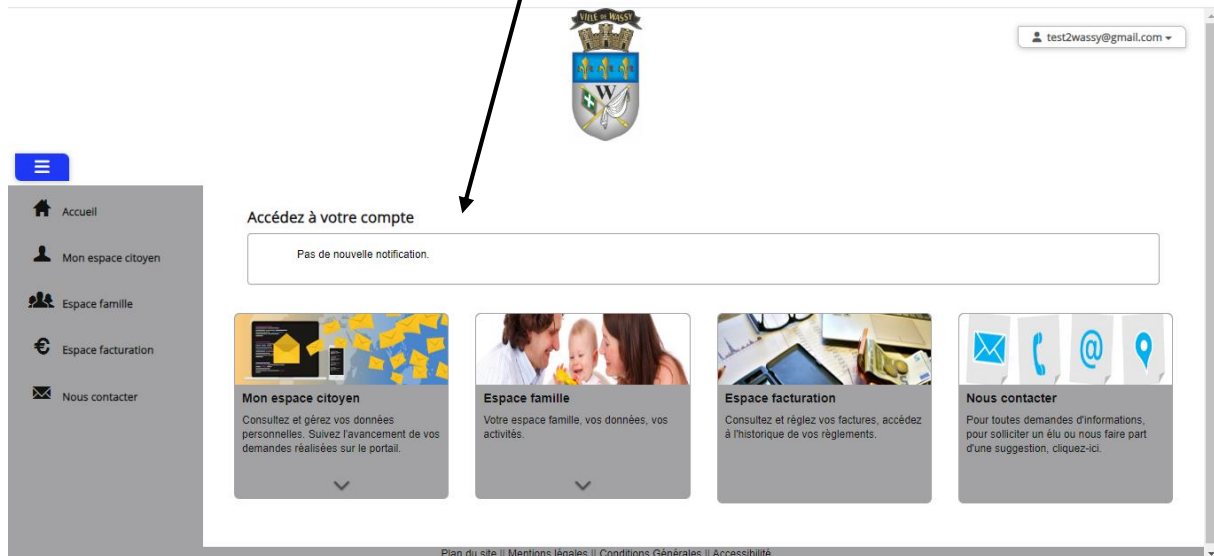 VILLE DE WASSY
W
test2wassy@gmail.com
Accueil
Mon espace citoyen
Espace famille
Espace facturation
Nous contacter
Accédez à votre compte
Pas de nouvelle notification.
Mon espace citoyen
Consultez et gérez vos données
personnelles. Suivez l'avancement de vos
demandes réalisées sur le portail.
Espace famille
Votre espace famille, vos données, vos
activités.
Espace facturation
Consultez et réglez vos factures, accédez
à l'historique de vos règlements.
Nous contacter
Pour toutes demandes d'informations,
pour solliciter un élu ou nous faire part
d'une suggestion, cliquez-ici.
Plan du site || Mentions légales || Conditions Générales || Accessibilité